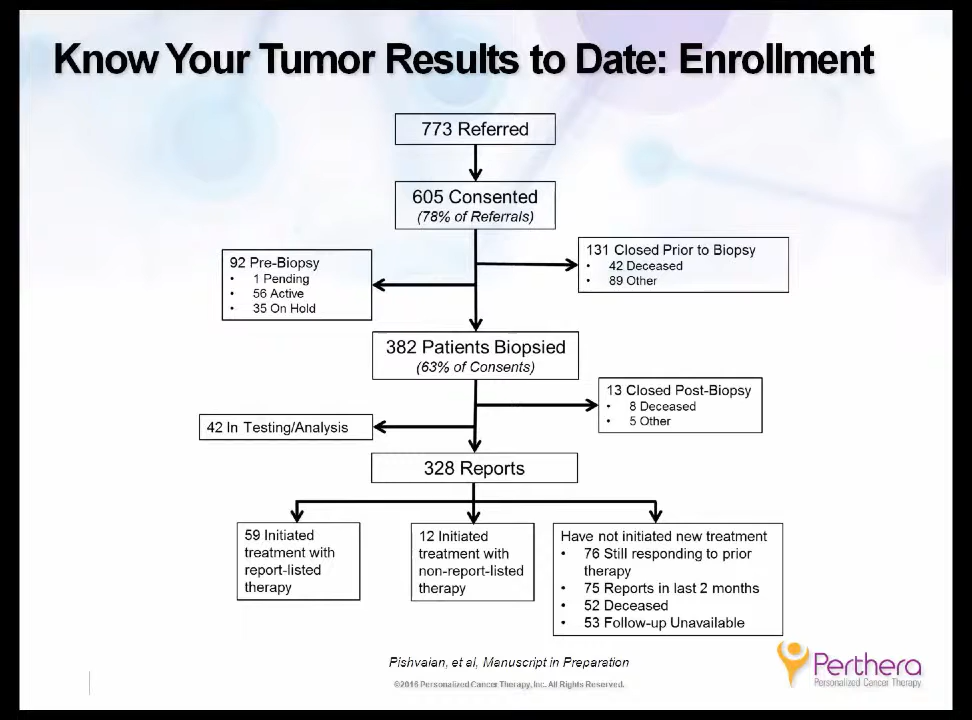 Know Your Tumor Results to Date: Enrollment
773 Referred
605 Consented
(78% of Referrals)
131 Closed Prior to Biopsy
• 42 Deceased
• 89 Other
92 Pre-Biopsy
• 1 Pending
• 56 Active
• 35 On Hold
382 Patients Biopsied
(63% of Consents)
13 Closed Post-Biopsy
• 8 Deceased
• 5 Other
42 In Testing/Analysis
328 Reports
59 Initiated
treatment with
report-listed
therapy
12 Initiated
treatment with
non-report-listed
therapy
Have not initiated new treatment
• 76 Still responding to prior
therapy
• 75 Reports in last 2 months
• 52 Deceased
• 53 Follow-up Unavailable
Pishvaian, et al, Manuscript in Preparation
©2016 Personalized Cancer Therapy, Inc. All Rights Reserved.
Perthera
Personalized Cancer Therapy